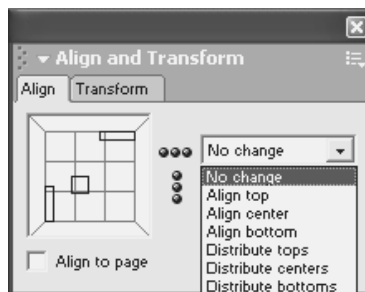 Align and Transform
Align Transform
No change
No change
Align top
Align center
Align bottom
Distribute tops
Distribute centers
Distribute bottoms
Align to page